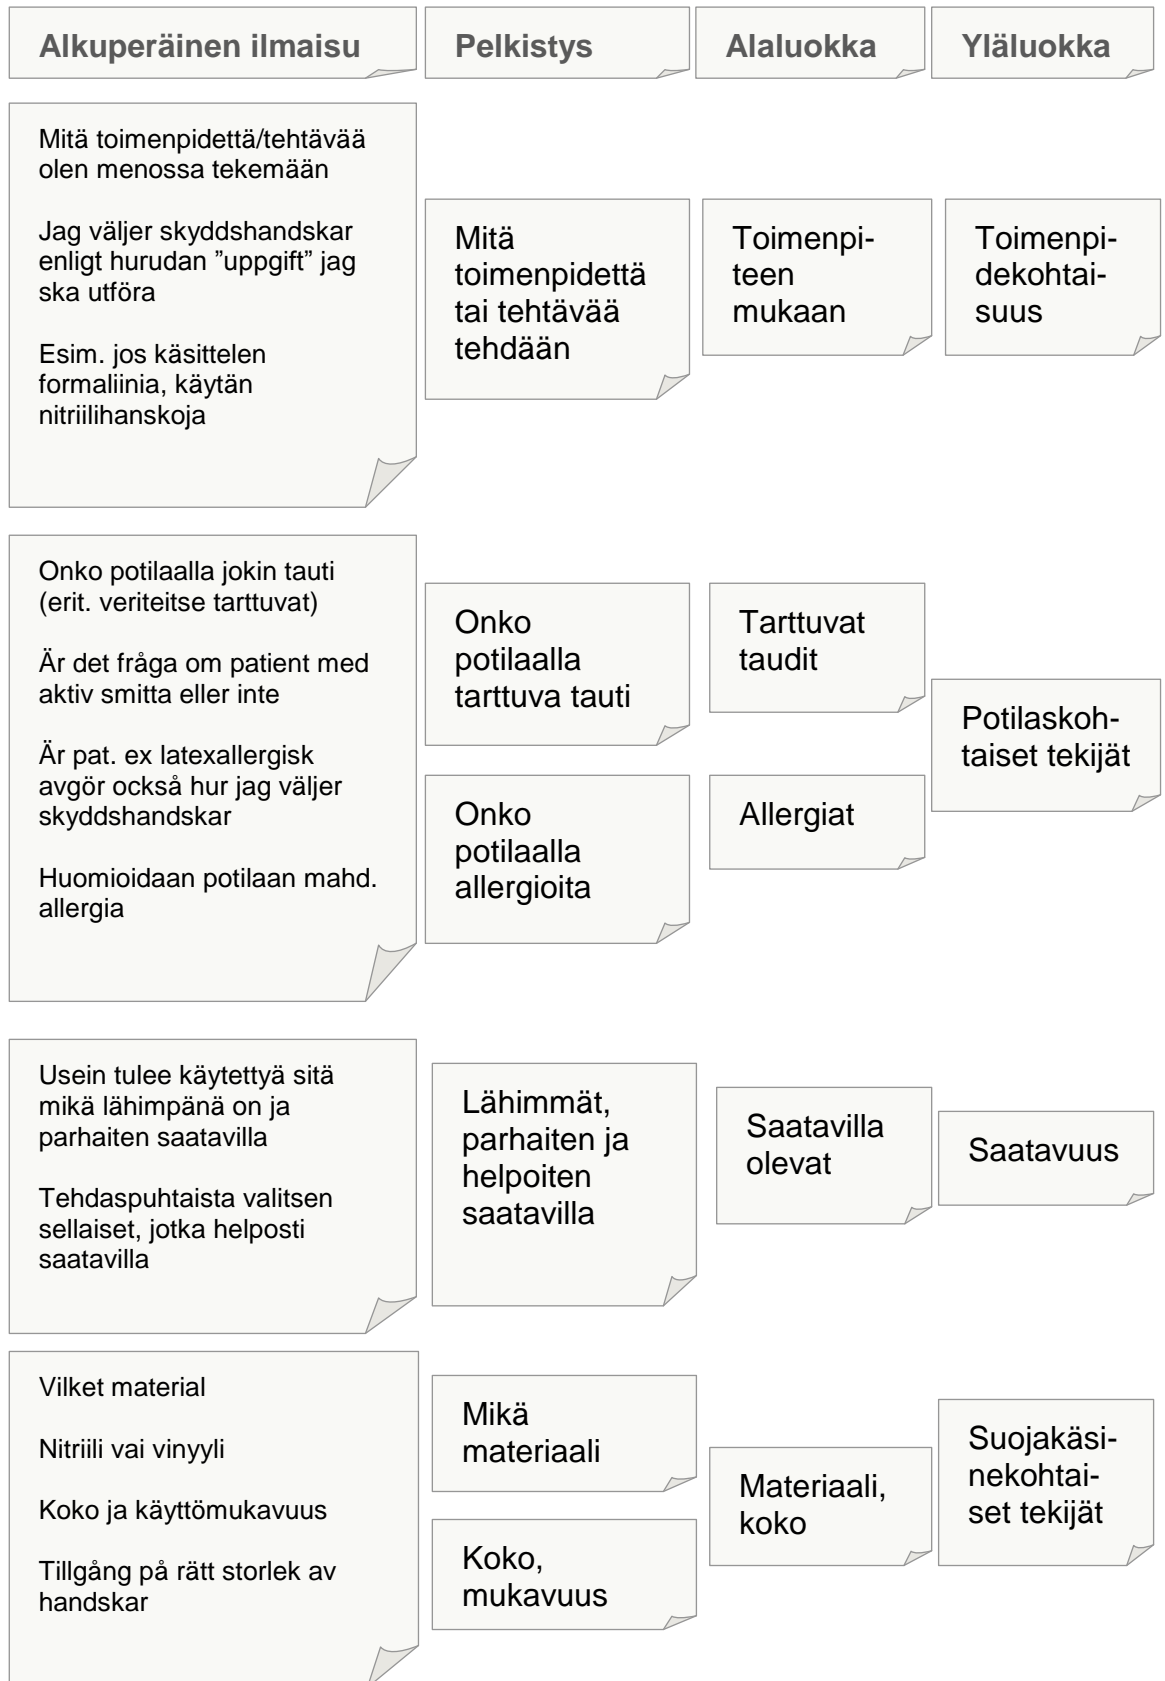 Alkuperäinen ilmaisu
Pelkistys
Alaluokka
Yläluokka
Mitä toimenpidettä/tehtävää
olen menossa tekemään
Jag väljer skyddshandskar
enligt hurudan ”uppgift” jag
ska utföra
Esim. jos käsittelen
formaliinia, käytän
nitriilihanskoja
Mitä
toimenpidettä
tai tehtävää
tehdään
Toimenpi-
teen
mukaan
Toimenpi-
dekohtai-
suus
Onko potilaalla jokin tauti
(erit. veriteitse tarttuvat)
Är det fråga om patient med
aktiv smitta eller inte
Är pat. ex latexallergisk
avgör också hur jag väljer
skyddshandskar
Huomioidaan potilaan mahd.
allergia
Onko
potilaalla
tarttuva tauti
Tarttuvat
taudit
Onko
potilaalla
allergioita
Allergiat
Potilaskoh-
taiset tekijät
Usein tulee käytettyä sitä
mikä lähimpänä on ja
parhaiten saatavilla
Tehdaspuhtaista valitsen
sellaiset, jotka helposti
saatavilla
Lähimmät,
parhaiten ja
helpoiten
saatavilla
Saatavilla
olevat
Saatavuus
Vilket material
Nitriili vai vinyyli
Koko ja käyttömukavuus
Tillgång på rätt storlek av
handskar
Mikä
materiaali
Koko,
mukavuus
Materiaali,
koko
Suojakäsi-
nekohtai-
set tekijät